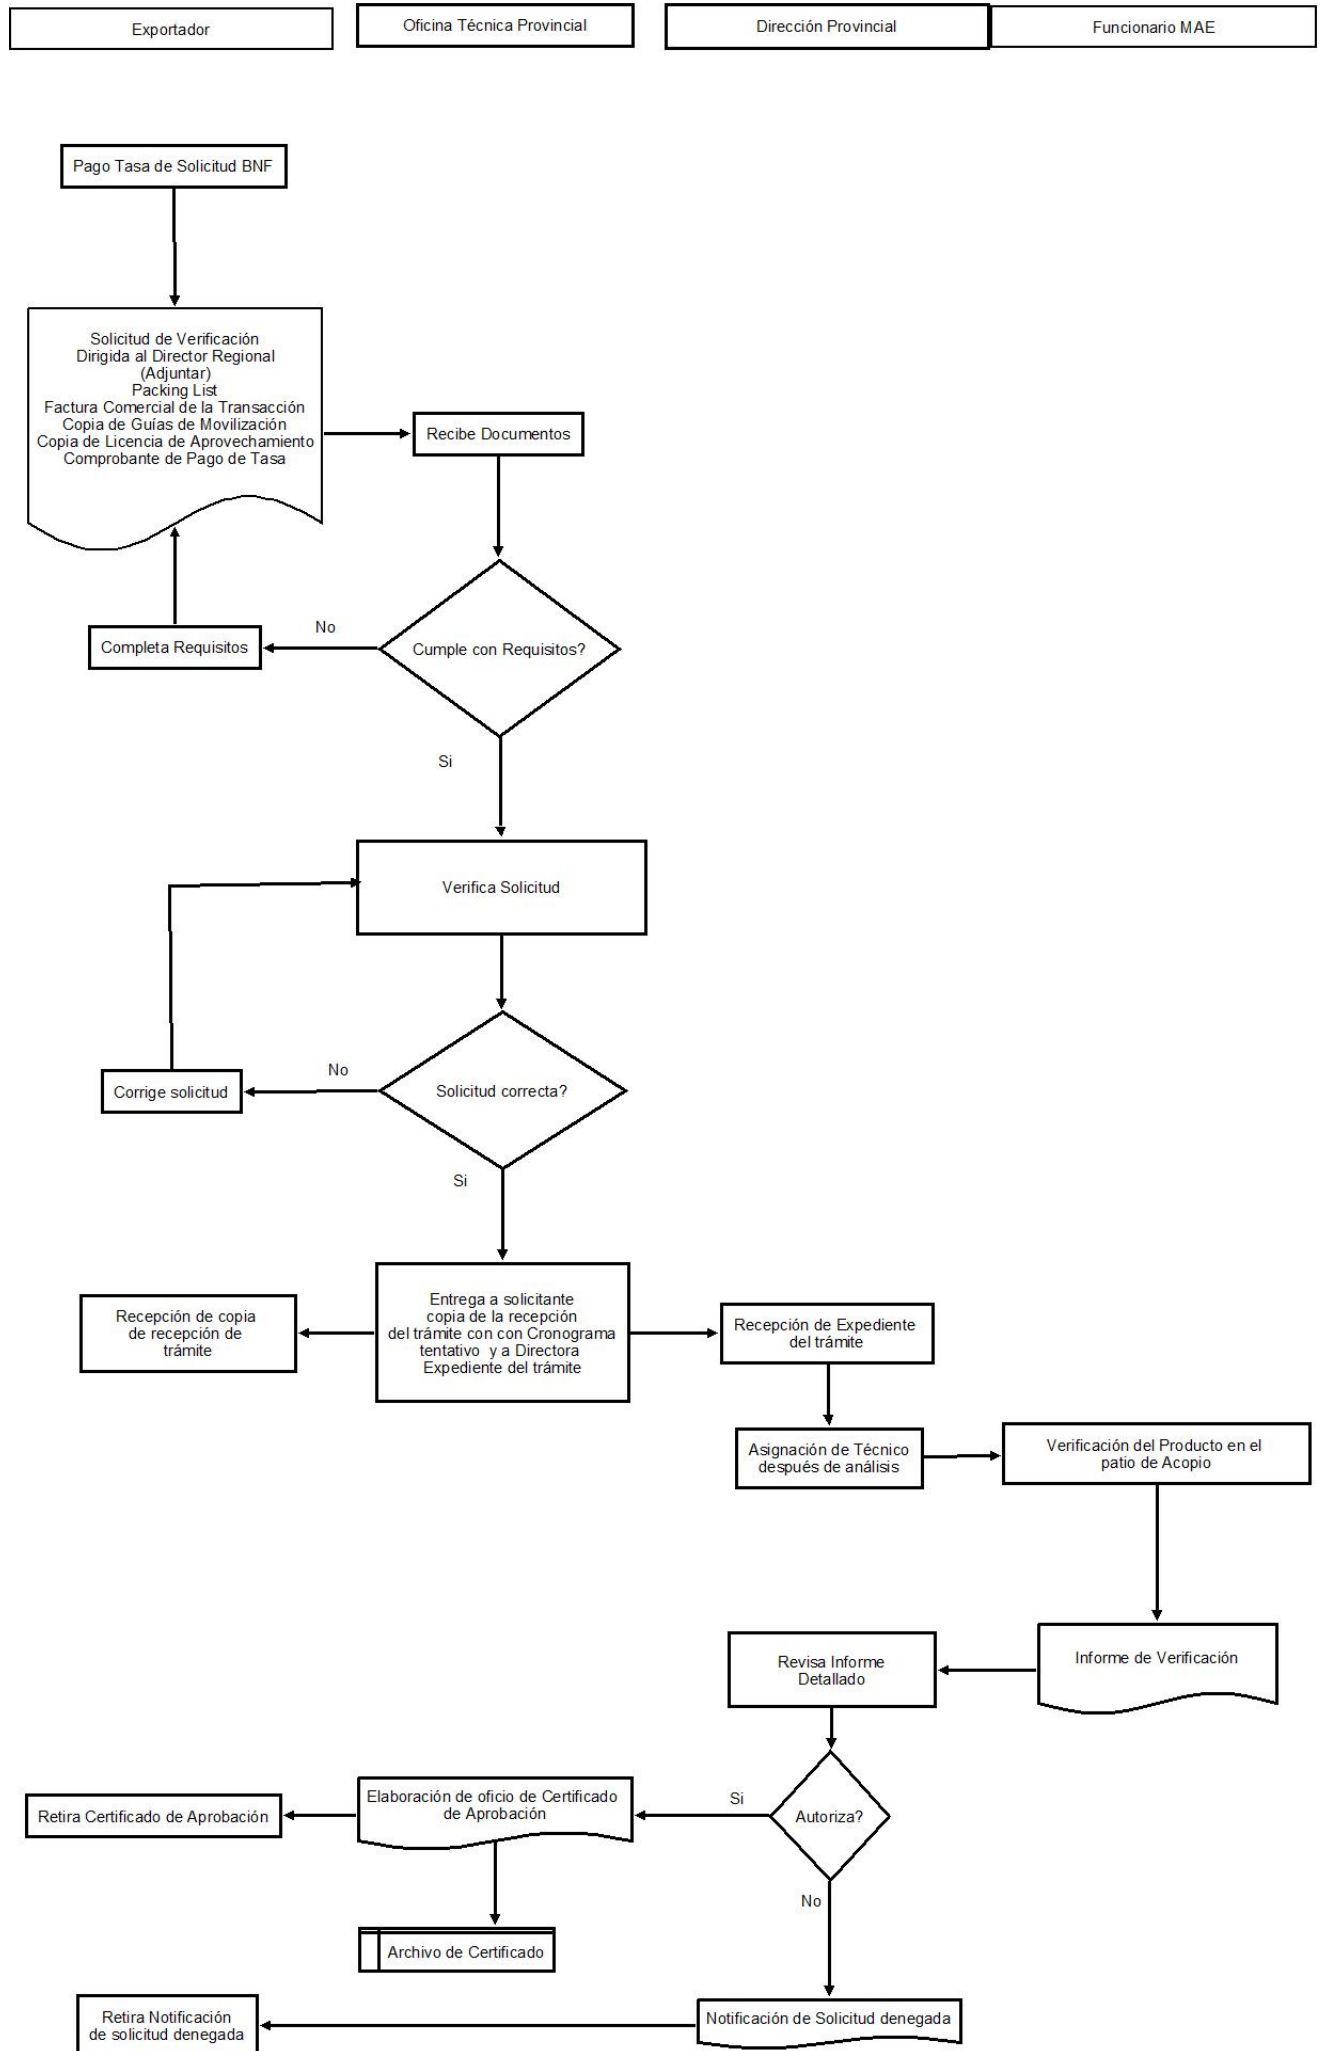 Exportador
Oficina Técnica Provincial
Dirección Provincial
Funcionario MAE
Pago Tasa de Solicitud BNF
Solicitud de Verificación
Dirigida al Director Regional
(Adjuntar)
Packing List
Factura Comercial de la Transacción
Copia de Guías de Movilización
Copia de Licencia de Aprovechamiento
Comprobante de Pago de Tasa
Recibe Documentos
Cumple con Requisitos?
No
Completa Requisitos
Si
Verifica Solicitud
Solicitud correcta?
No
Corrige solicitud
Si
Entrega a solicitante
copia de la recepción
del trámite con con Cronograma
tentativo y a Directora
Expediente del trámite
Recepción de copia
de recepción de
trámite
Recepción de Expediente
del trámite
Asignación de Técnico
después de análisis
Verificación del Producto en el
patio de Acopio
Informe de Verificación
Revisa Informe
Detallado
Autoriza?
Si
Elaboración de oficio de Certificado
de Aprobación
Retira Certificado de Aprobación
Archivo de Certificado
No
Notificación de Solicitud denegada
Retira Notificación
de solicitud denegada